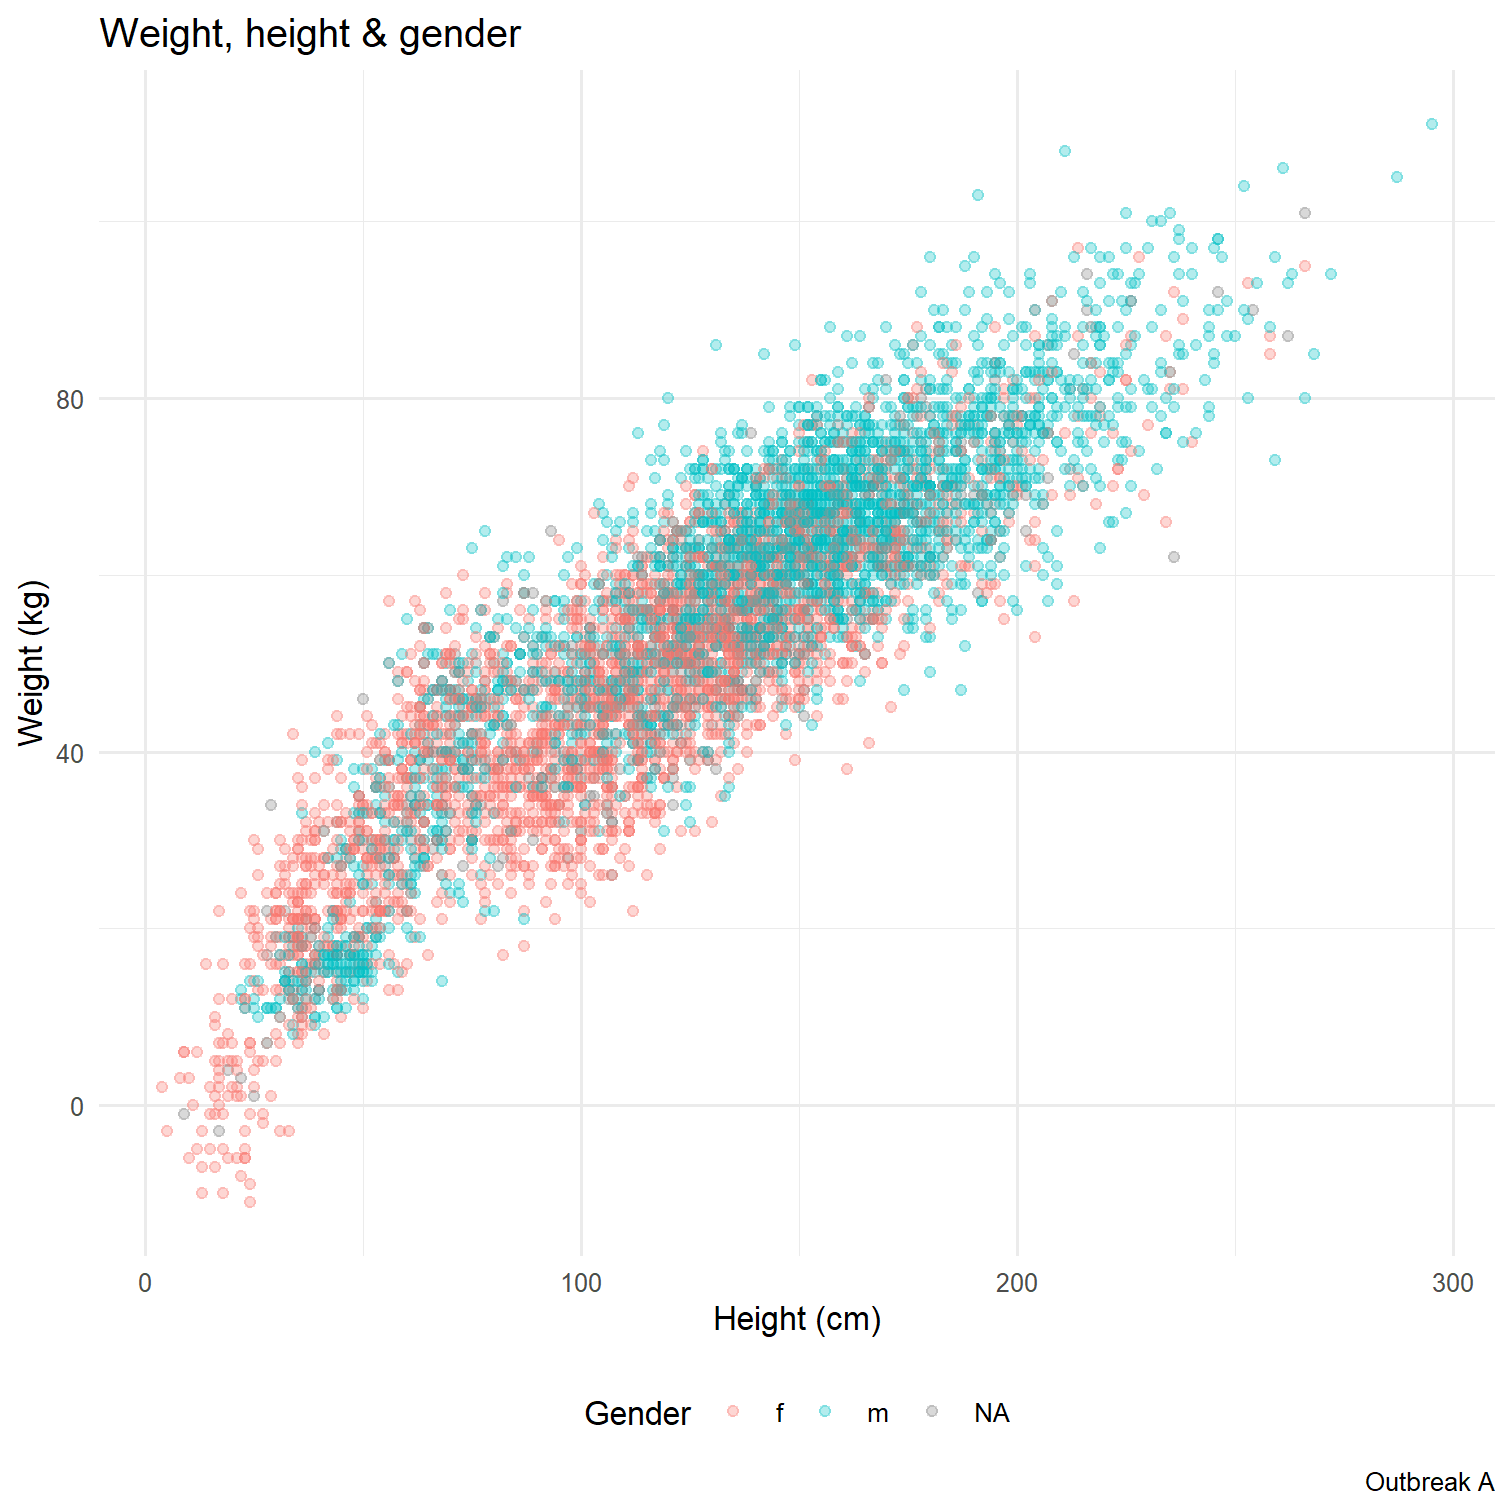 Weight, height & gender
Weight (kg)
80
40
0
0 100 200 300
Height (cm)
Gender f m NA
Outbreak A